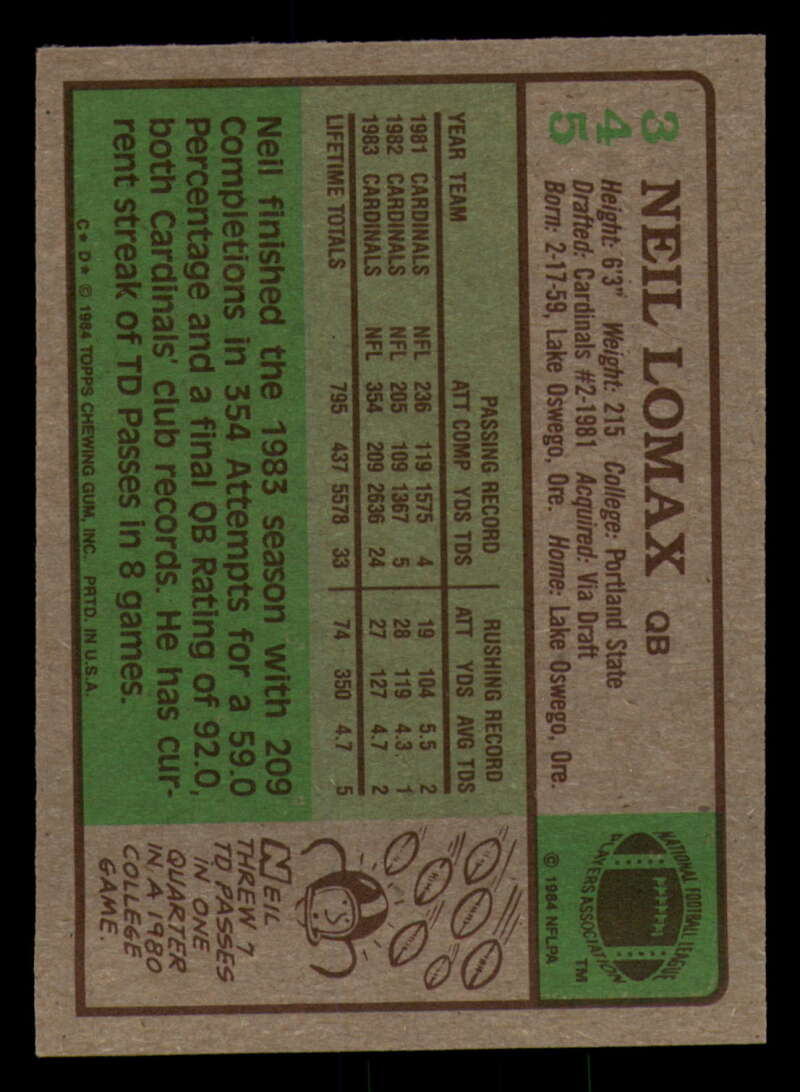 345
NEIL LOMAX QB
Height: 6'3" Weight: 215 College: Portland State
Drafted: Cardinals #2-1981 Acquired: Via Draft
Born: 2-17-59, Lake Oswego, Ore. Home: Lake Oswego, Ore.
NATIONAL FOOTBALL LEAGUE
PLAYERS ASSOCIATION
TM
© 1984 NFLPA
PASSING RECORD RUSHING RECORD
YEAR TEAM ATT COMP YDS TDS ATT YDS AVG TDS
1981 CARDINALS NFL 236 119 1575 4 19 104 5.5 2
1982 CARDINALS NFL 205 109 1367 5 28 119 4.3 1
1983 CARDINALS NFL 354 209 2636 24 27 127 4.7 2
LIFETIME TOTALS 795 437 5578 33 74 350 4.7 5
Neil finished the 1983 season with 209
Completions in 354 Attempts for a 59.0
Percentage and a final QB Rating of 92.0,
both Cardinals' club records. He has cur-
rent streak of TD Passes in 8 games.
C* D* © 1984 TOPPS CHEWING GUM, INC. PRTD. IN U.S.A.
NEIL
THREW 7
TD PASSES
IN ONE
QUARTER
IN A 1980
COLLEGE
GAME.